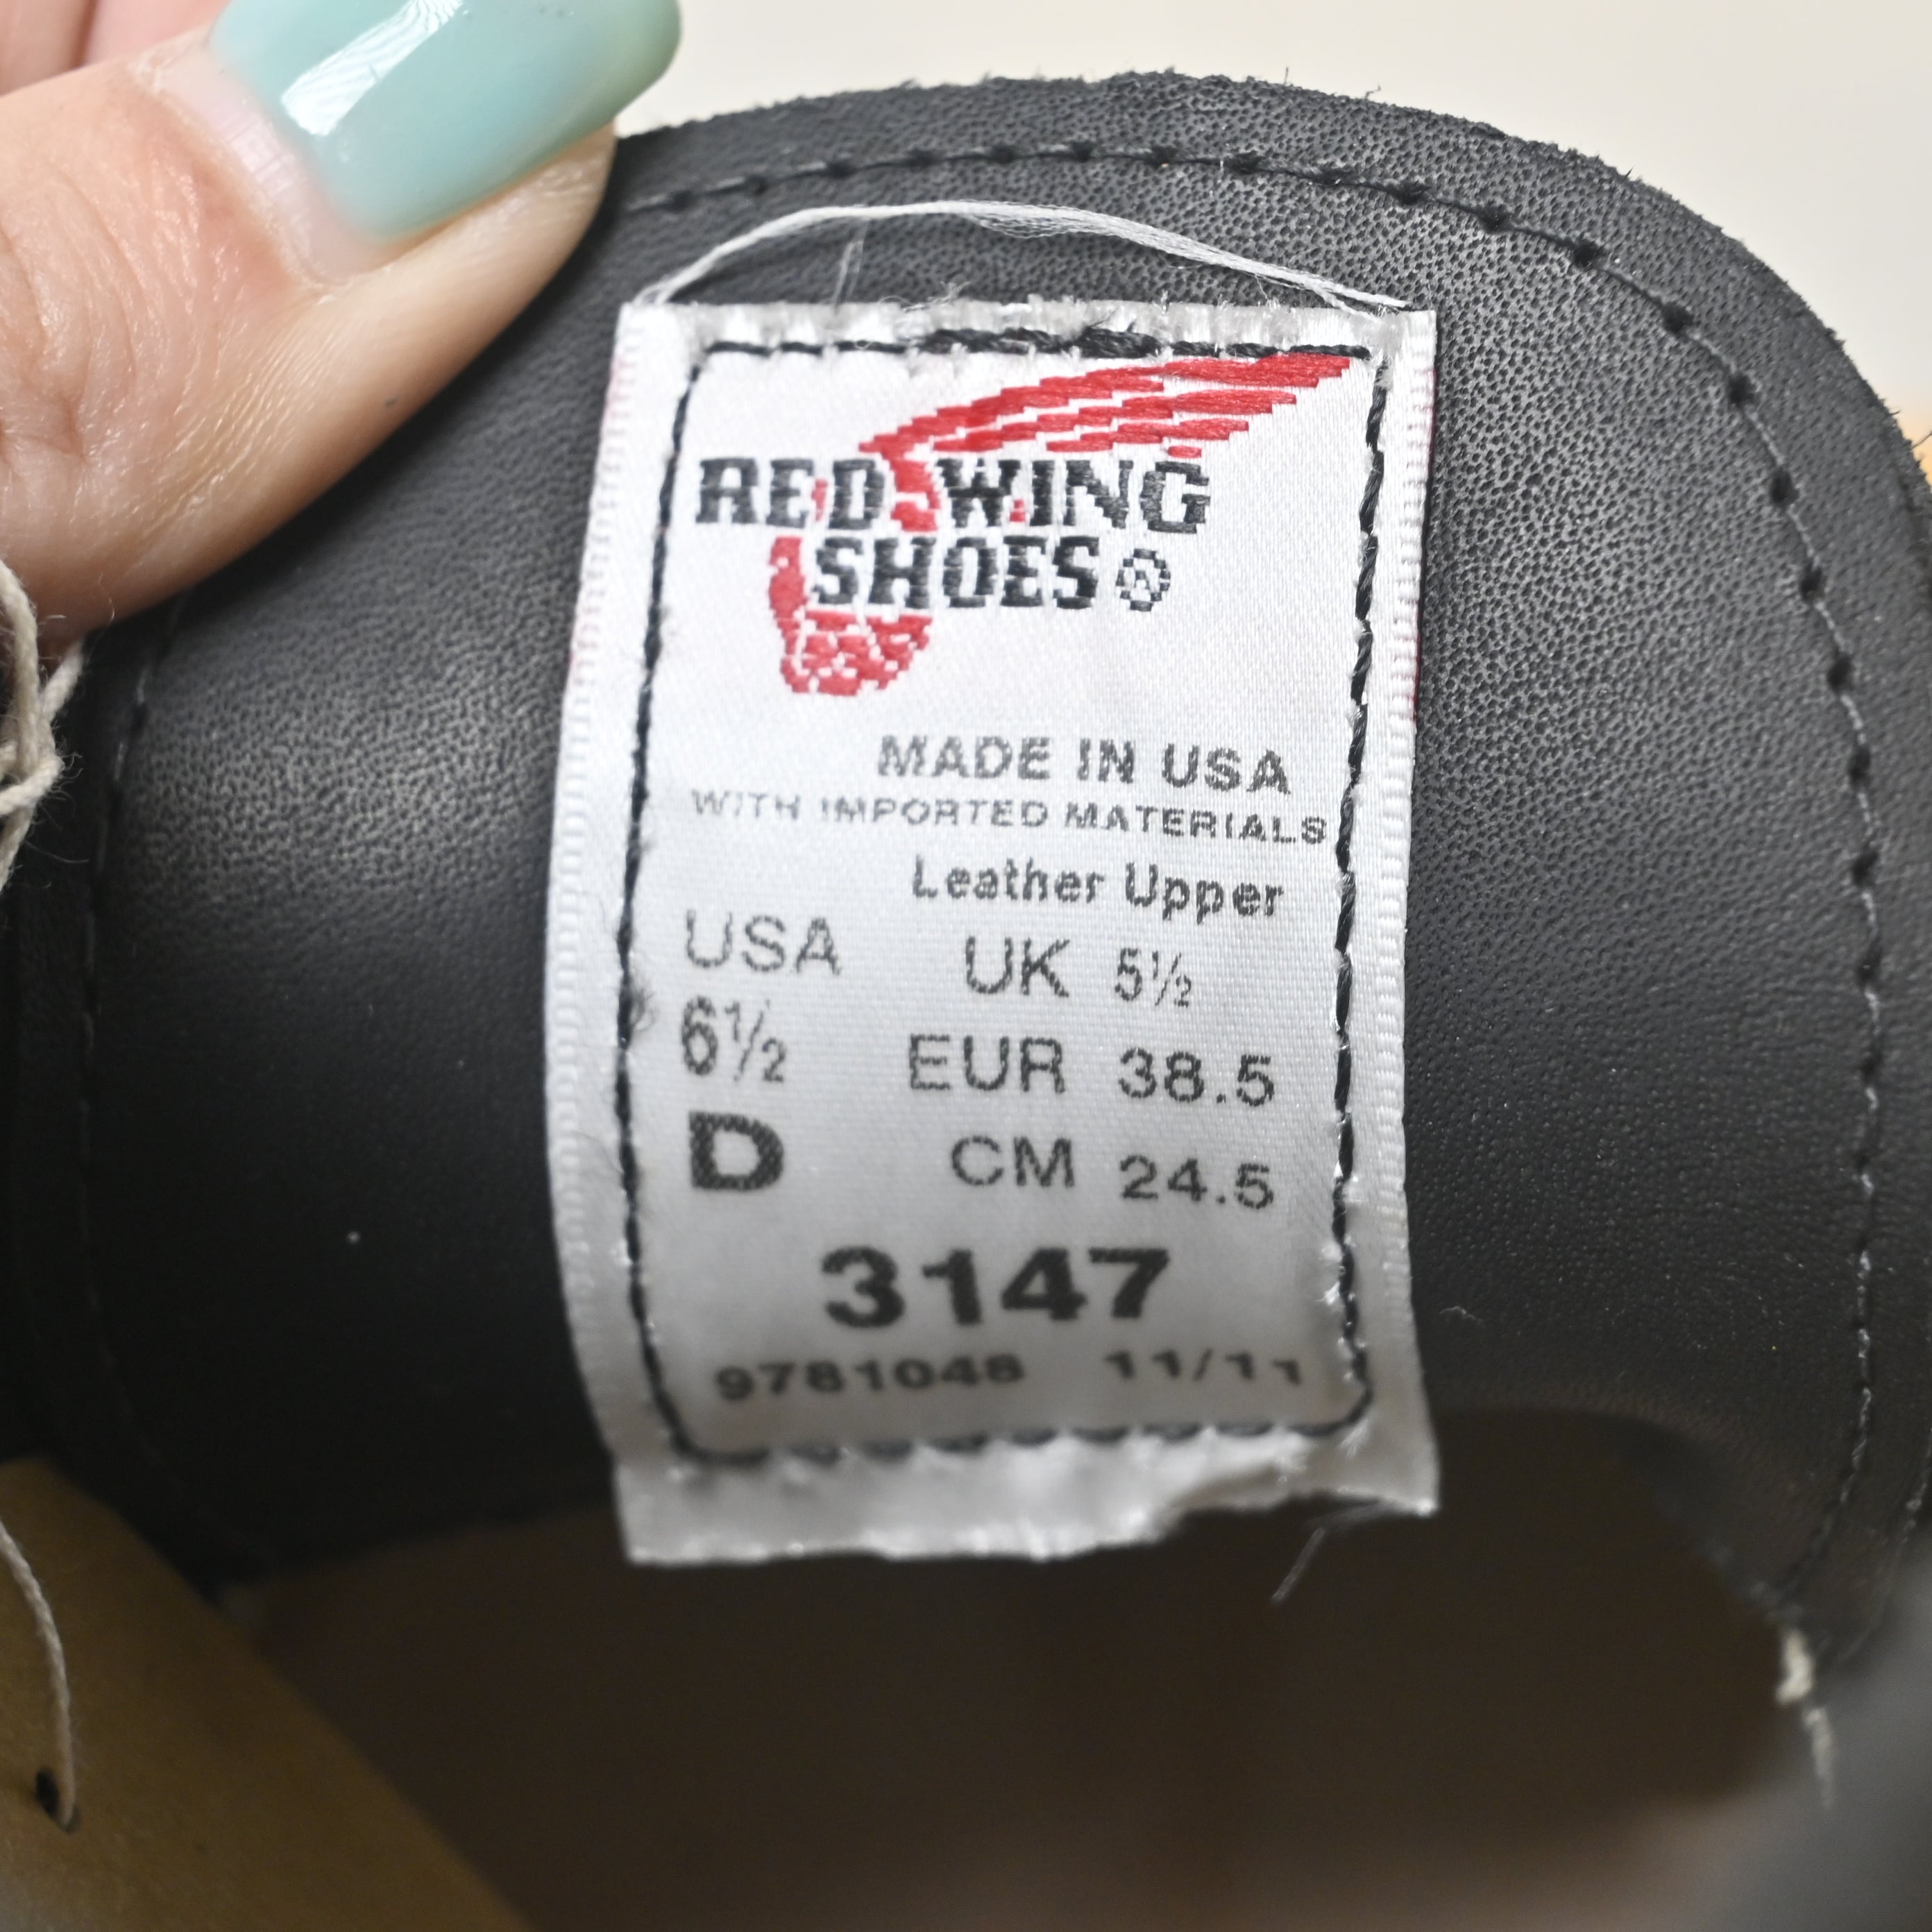 RED WING
SHOES ®
MADE IN USA
WITH IMPORTED MATERIALS
Leather Upper
USA UK 5½
6½ EUR 38.5
D CM 24.5
3147
9781048 11/11